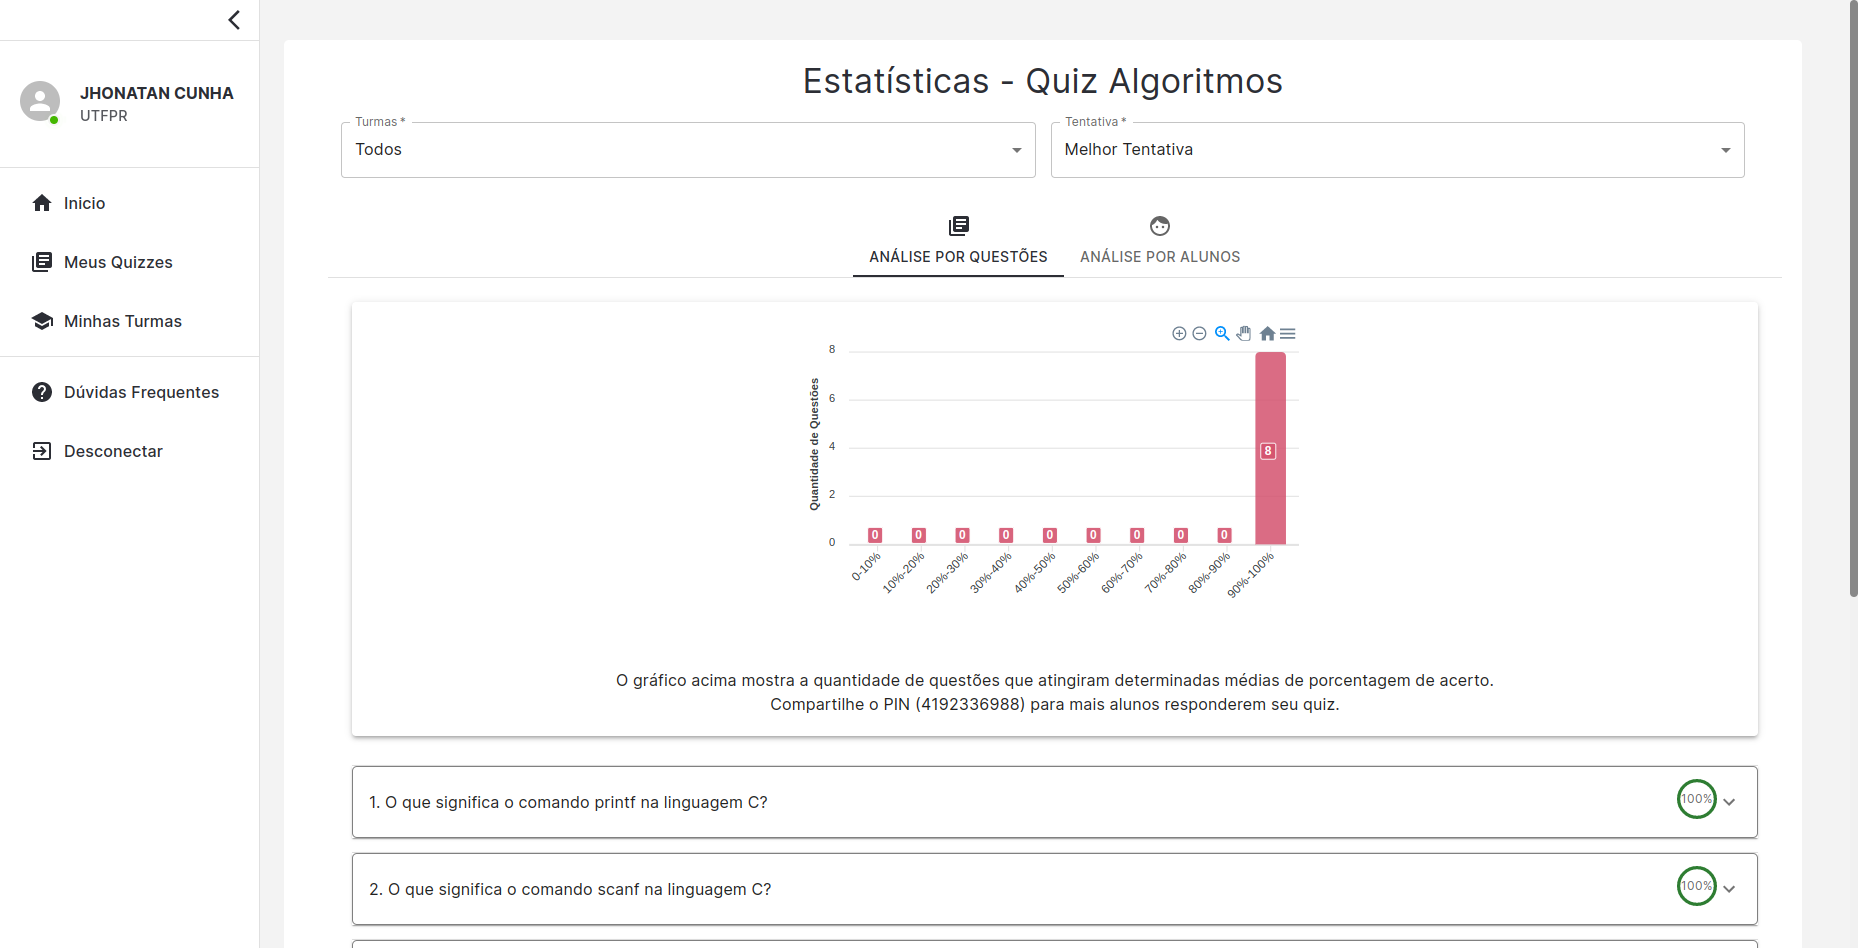 JHONATAN CUNHA
UTFPR
Inicio
Meus Quizzes
Minhas Turmas
Dúvidas Frequentes
Desconectar
Estatísticas - Quiz Algoritmos
Turmas *
Todos
Tentativa *
Melhor Tentativa
ANÁLISE POR QUESTÕES
ANÁLISE POR ALUNOS
Quantidade de Questões
8
6
4
2
0
0
0
0
0
0
0
0
0
0
8
0-10%
10%-20%
20%-30%
30%-40%
40%-50%
50%-60%
60%-70%
70%-80%
80%-90%
90%-100%
O gráfico acima mostra a quantidade de questões que atingiram determinadas médias de porcentagem de acerto.
Compartilhe o PIN (4192336988) para mais alunos responderem seu quiz.
1. O que significa o comando printf na linguagem C?
100%
2. O que significa o comando scanf na linguagem C?
100%